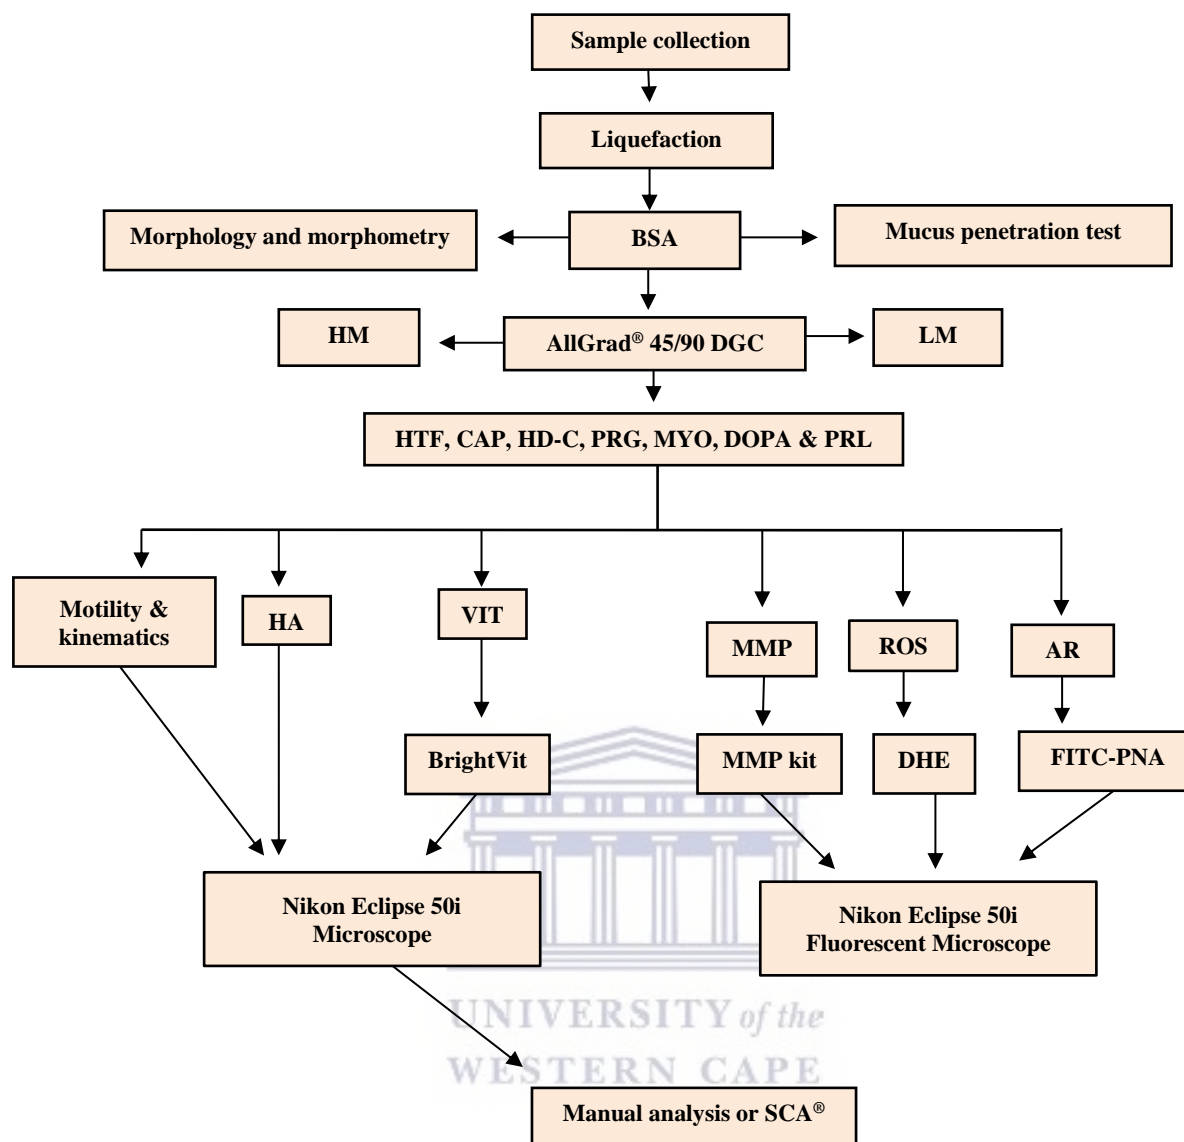 Sample collection
Liquefaction
Morphology and morphometry
BSA
Mucus penetration test
HM
AllGrad® 45/90 DGC
LM
HTF, CAP, HD-C, PRG, MYO, DOPA & PRL
Motility &
kinematics
HA
VIT
MMP
ROS
AR
BrightVit
MMP kit
DHE
FITC-PNA
Nikon Eclipse 50i
Microscope
Nikon Eclipse 50i
Fluorescent Microscope
UNIVERSITY of the
WESTERN CAPE
Manual analysis or SCA®